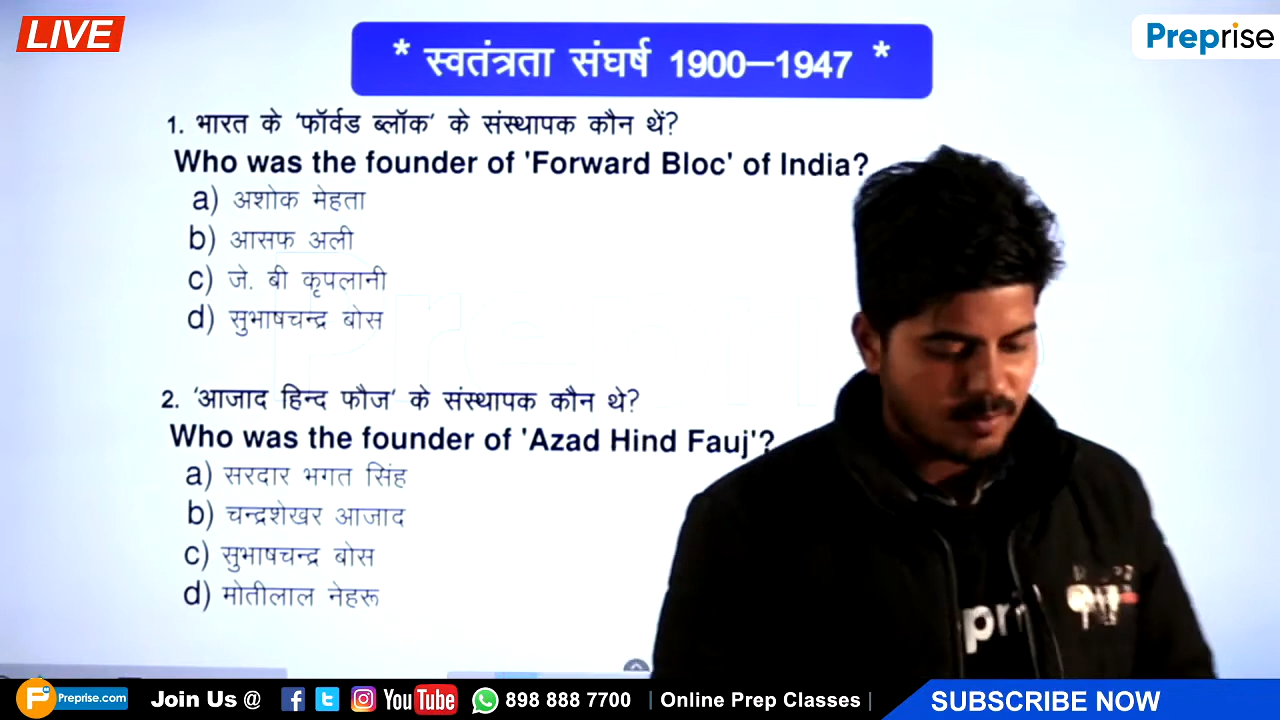 LIVE
Preprise
* स्वतंत्रता संघर्ष 1900–1947 *
1. भारत के ‘फॉर्वड ब्लॉक’ के संस्थापक कौन थें?
Who was the founder of 'Forward Bloc' of India?
a) अशोक मेहता
b) आसफ अली
c) जे. बी कृपलानी
d) सुभाषचन्द्र बोस
2. ‘आजाद हिन्द फौज’ के संस्थापक कौन थे?
Who was the founder of 'Azad Hind Fauj'?
a) सरदार भगत सिंह
b) चन्द्रशेखर आजाद
c) सुभाषचन्द्र बोस
d) मोतीलाल नेहरू
Preprise.com Join Us @ YouTube 898 888 7700 | Online Prep Classes | SUBSCRIBE NOW